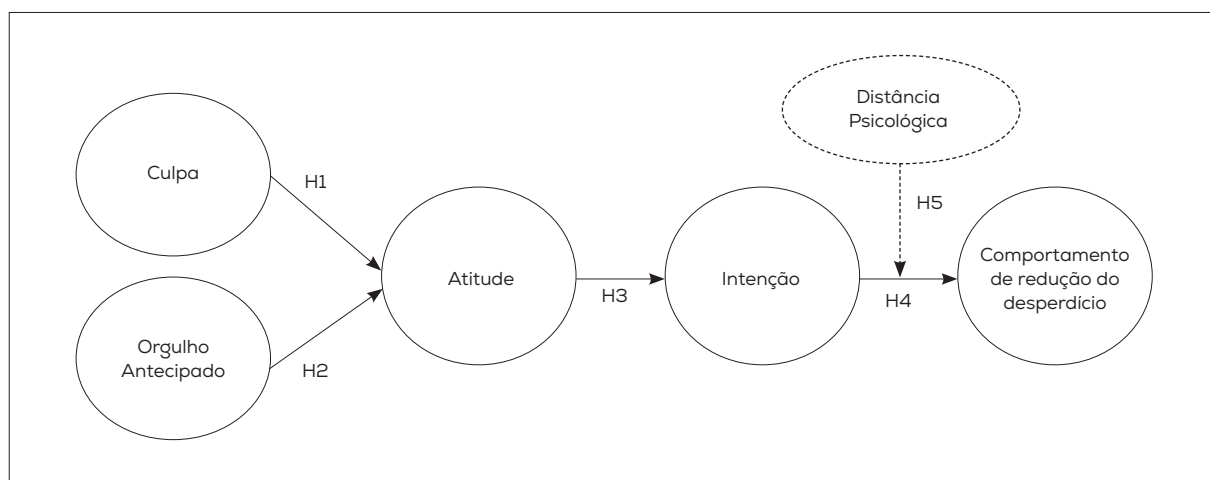 Distância
Psicológica
Culpa
H1
H5
Atitude
H3
Intenção
H4
Comportamento
de redução do
desperdício
Orgulho
Antecipado
H2